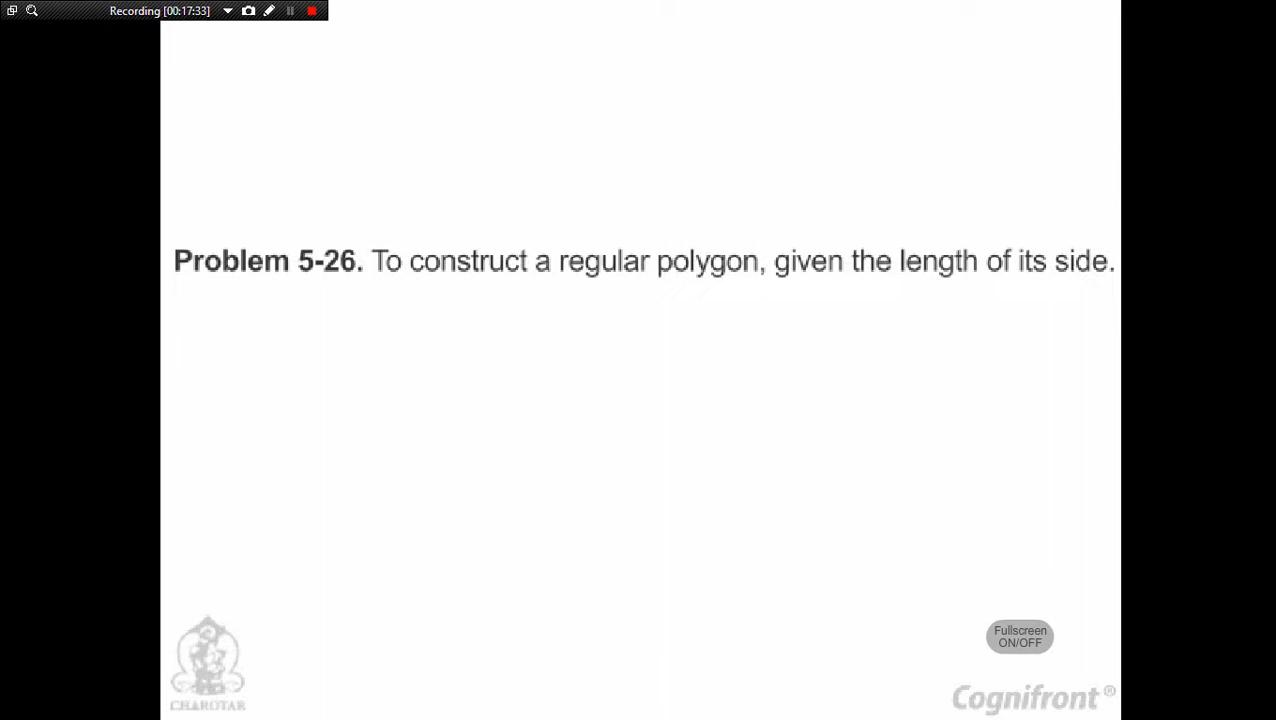 Recording [00:17:33]
Problem 5-26. To construct a regular polygon, given the length of its side.
Fullscreen
ON/OFF
CHAROTAR
Cognifront ®